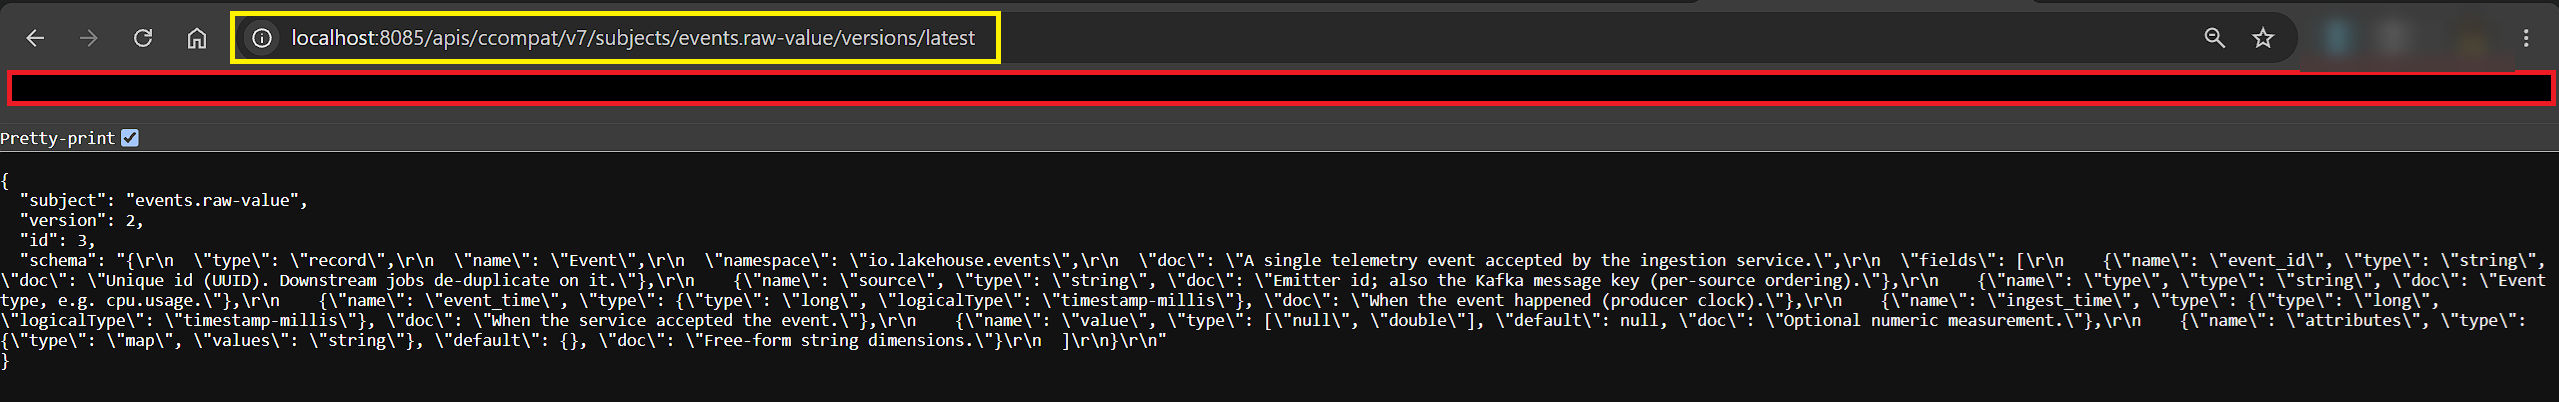 localhost:8085/apis/ccompat/v7/subjects/events.raw-value/versions/latest
Pretty-print
{
  "subject": "events.raw-value",
  "version": 2,
  "id": 3,
  "schema": "{\r\n  \"type\": \"record\",\r\n  \"name\": \"Event\",\r\n  \"namespace\": \"io.lakehouse.events\",\r\n  \"doc\": \"A single telemetry event accepted by the ingestion service.\",\r\n  \"fields\": [\r\n    {\"name\": \"event_id\", \"type\": \"string\",
\"doc\": \"Unique id (UUID). Downstream jobs de-duplicate on it.\"},\r\n    {\"name\": \"source\", \"type\": \"string\", \"doc\": \"Emitter id; also the Kafka message key (per-source ordering).\"},\r\n    {\"name\": \"type\", \"type\": \"string\", \"doc\": \"Event
type, e.g. cpu.usage.\"},\r\n    {\"name\": \"event_time\", \"type\": {\"type\": \"long\", \"logicalType\": \"timestamp-millis\"}, \"doc\": \"When the event happened (producer clock).\"},\r\n    {\"name\": \"ingest_time\", \"type\": {\"type\": \"long\",
\"logicalType\": \"timestamp-millis\"}, \"doc\": \"When the service accepted the event.\"},\r\n    {\"name\": \"value\", \"type\": [\"null\", \"double\"], \"default\": null, \"doc\": \"Optional numeric measurement.\"},\r\n    {\"name\": \"attributes\", \"type\":
{\"type\": \"map\", \"values\": \"string\"}, \"default\": {}, \"doc\": \"Free-form string dimensions.\"}\r\n  ]\r\n}\r\n"
}